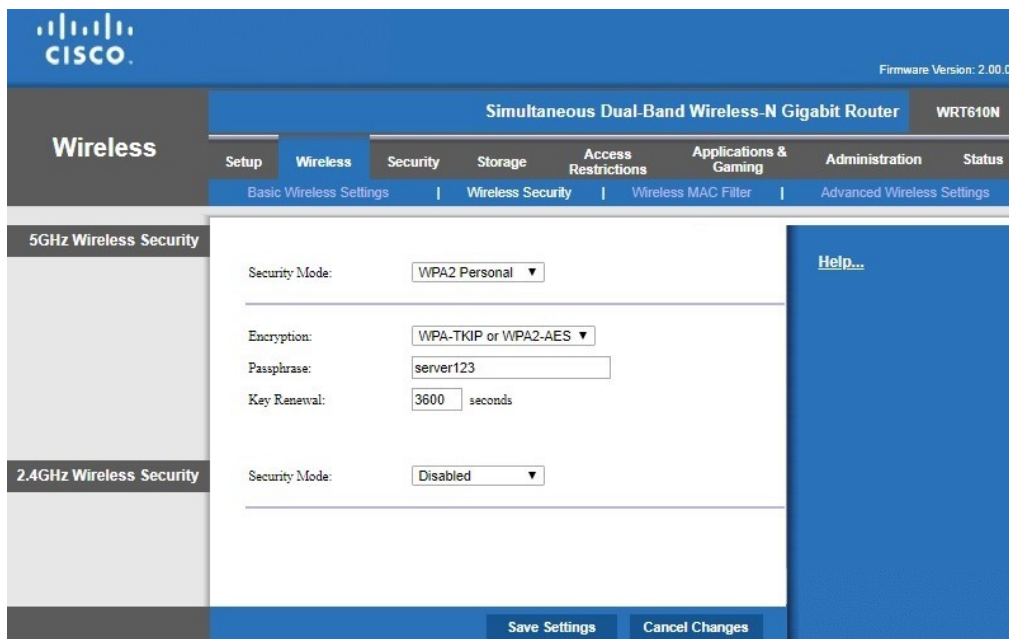 CISCO.
Firmware Version: 2.00.0
Simultaneous Dual-Band Wireless-N Gigabit Router WRT610N
Wireless
Setup Wireless Security Storage Access Restrictions Applications & Gaming Administration Status
Basic Wireless Settings | Wireless Security | Wireless MAC Filter | Advanced Wireless Settings
5GHz Wireless Security
Help...
Security Mode: WPA2 Personal
Encryption: WPA-TKIP or WPA2-AES
Passphrase: server123
Key Renewal: 3600 seconds
2.4GHz Wireless Security
Security Mode: Disabled
Save Settings Cancel Changes